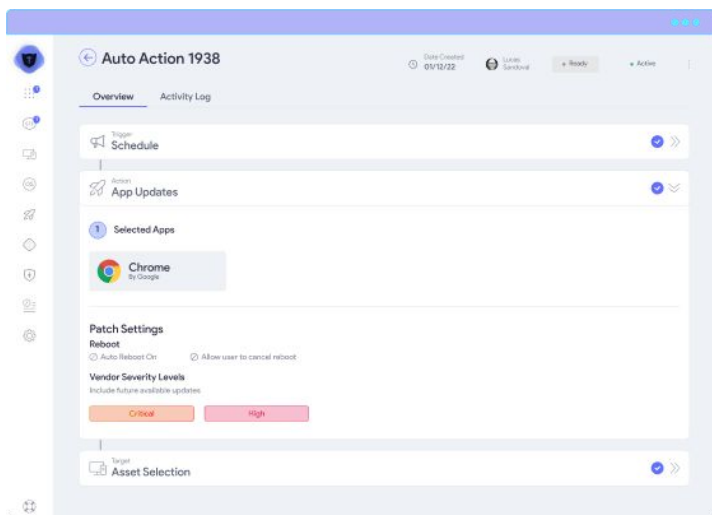 Auto Action 1938
Date Created
01/12/22
Lucas
Sandoval
Ready
Active
Overview
Activity Log
Trigger
Schedule
Action
App Updates
1
Selected Apps
Chrome
By Google
Patch Settings
Reboot
Auto Reboot On
Allow user to cancel reboot
Vendor Severity Levels
Include future available updates
Critical
High
Target
Asset Selection